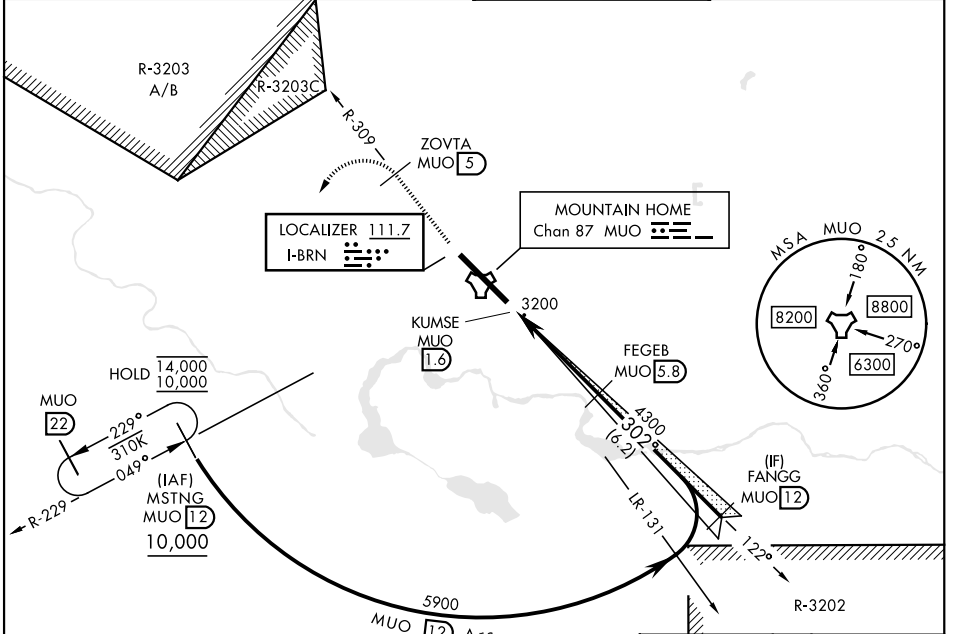 R-3203
A/B
R-3203C
R-309
ZOVTA
MUO 5
LOCALIZER 111.7
I-BRN
MOUNTAIN HOME
Chan 87 MUO
MSA MUO 25 NM
180°
8200
8800
270°
6300
360°
3200
KUMSE
MUO
1.6
FEGEB
MUO 5.8
4300
302°
(6.2)
HOLD 14,000
10,000
MUO
22
229°
310K
049°
R-229
(IAF)
MSTNG
MUO 12
10,000
(IF)
FANGG
MUO 12
LR-131
122°
R-3202
5900
MUO 12